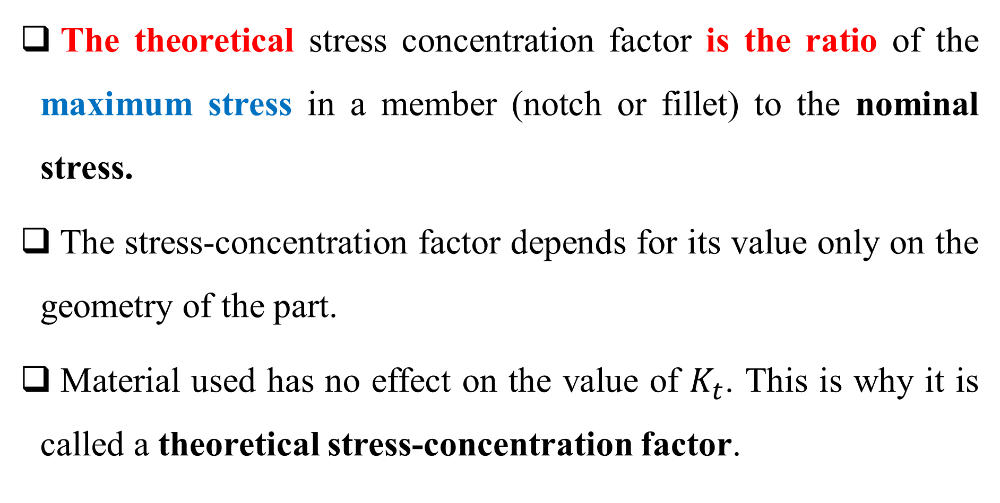 ❑ The theoretical stress concentration factor is the ratio of the
maximum stress in a member (notch or fillet) to the nominal
stress.
❑ The stress-concentration factor depends for its value only on the
geometry of the part.
❑ Material used has no effect on the value of K_t. This is why it is
called a theoretical stress-concentration factor.